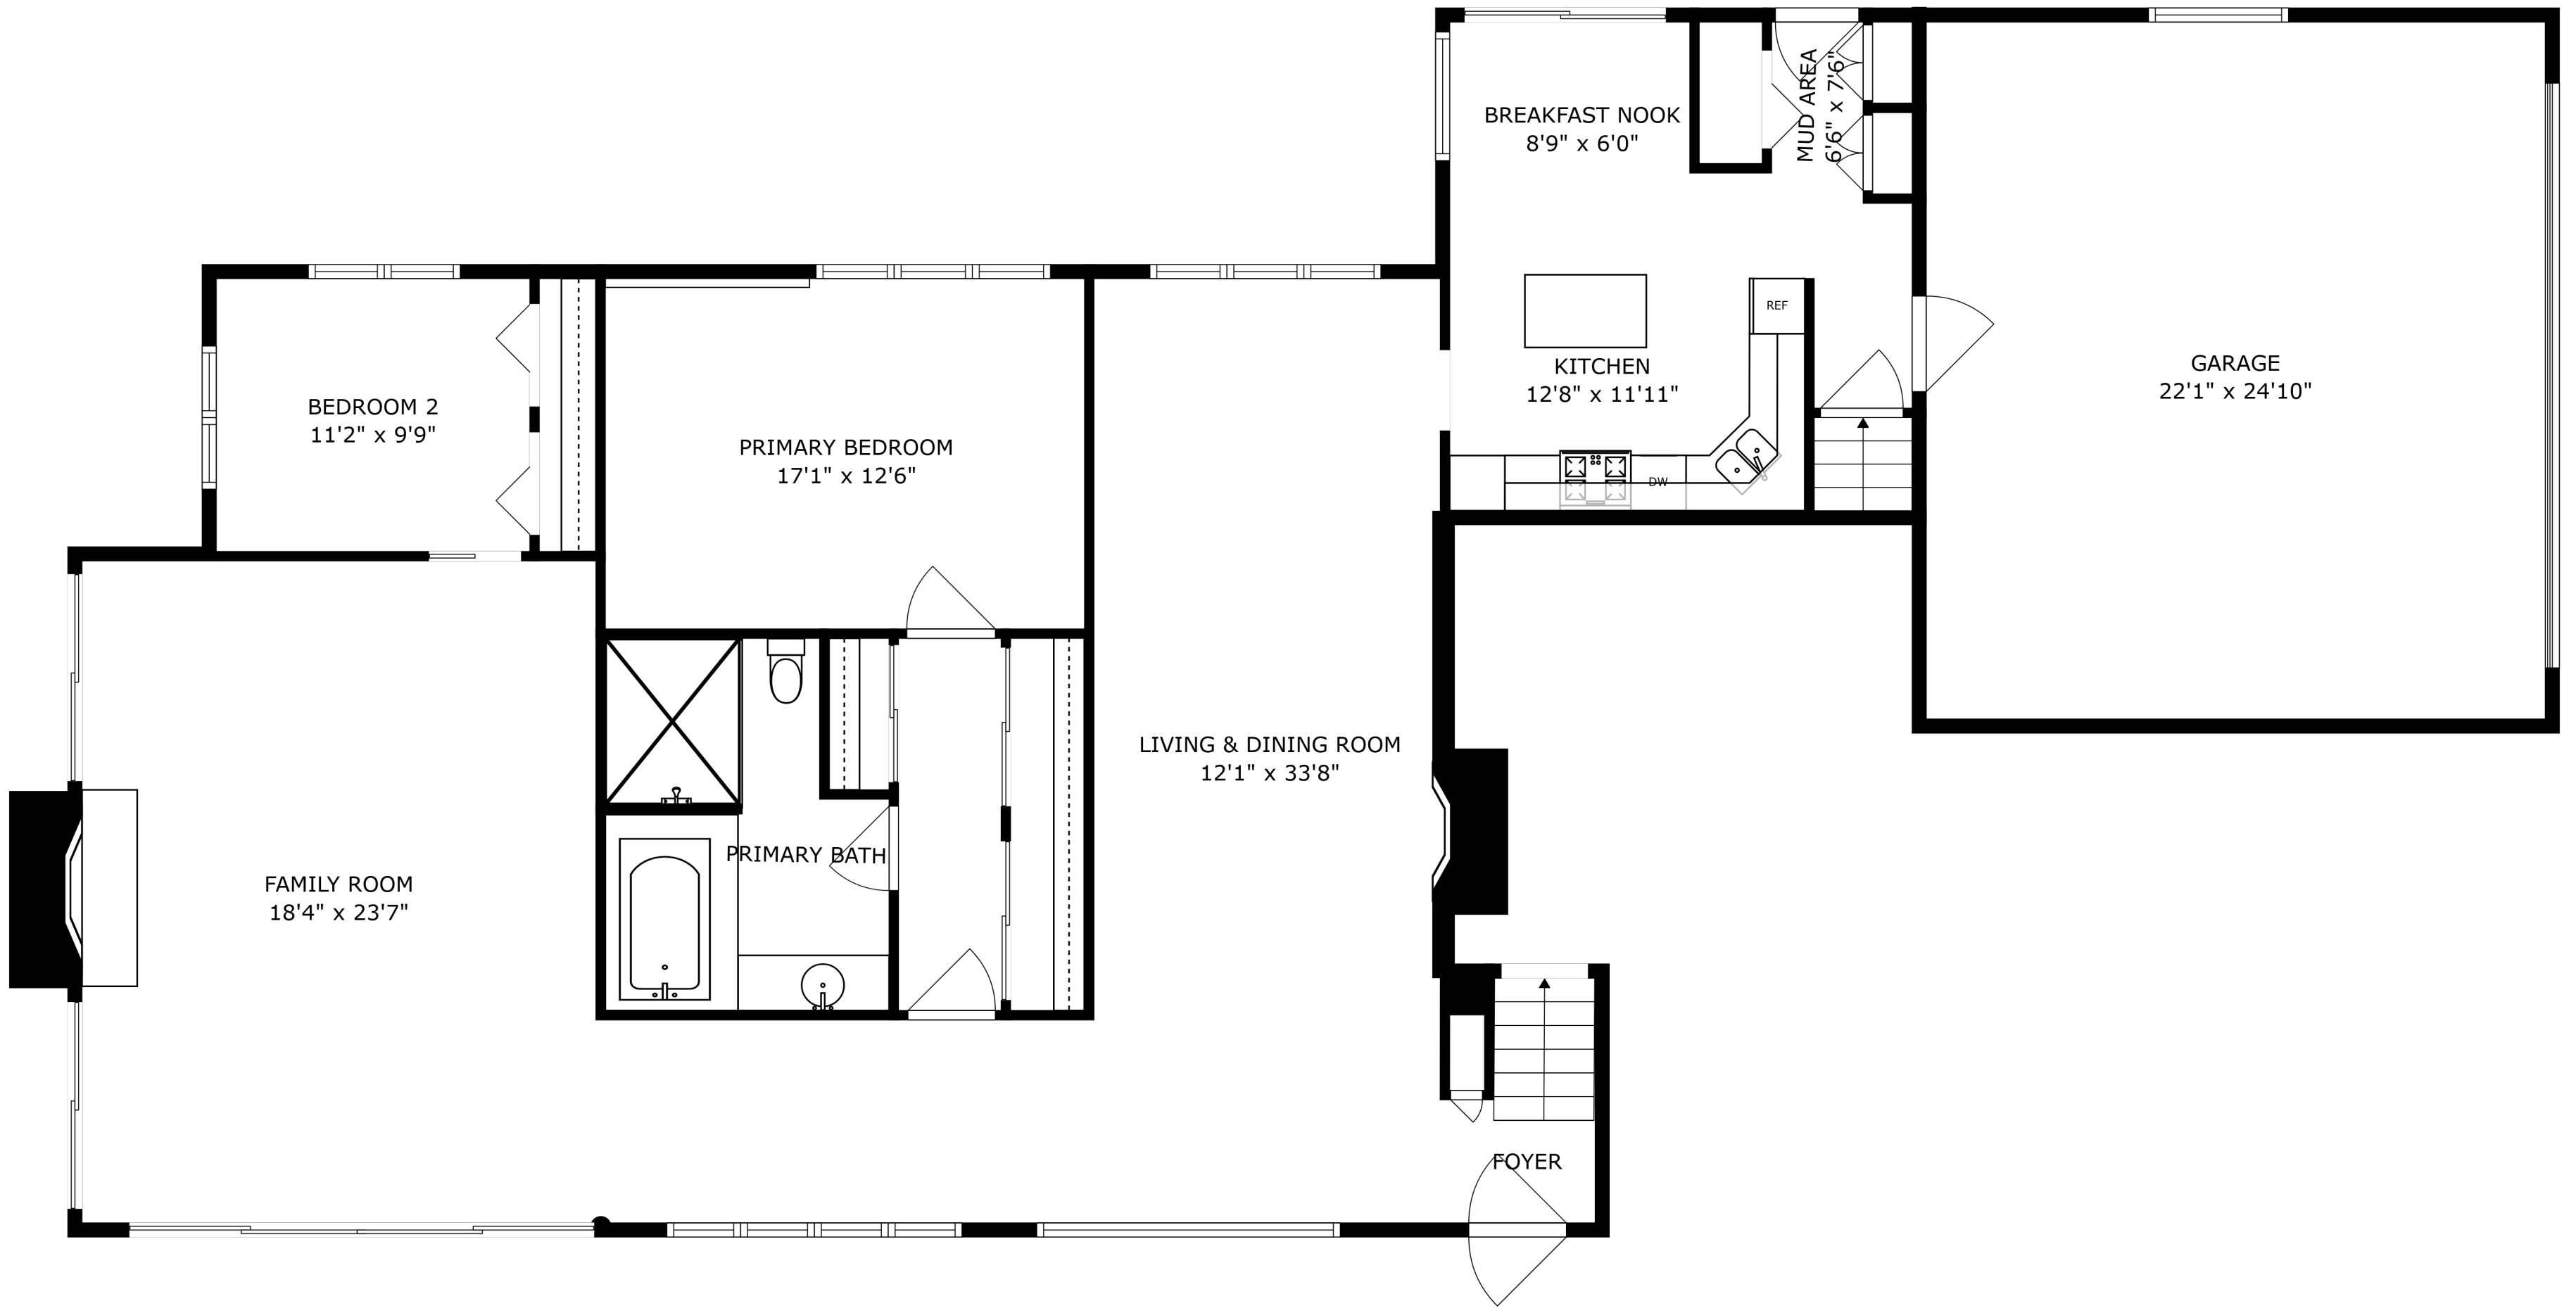 BREAKFAST NOOK
8'9" x 6'0"
MUD AREA
6'6" x 7'6"
REF
KITCHEN
12'8" x 11'11"
DW
GARAGE
22'1" x 24'10"
BEDROOM 2
11'2" x 9'9"
PRIMARY BEDROOM
17'1" x 12'6"
LIVING & DINING ROOM
12'1" x 33'8"
PRIMARY BATH
FAMILY ROOM
18'4" x 23'7"
FOYER